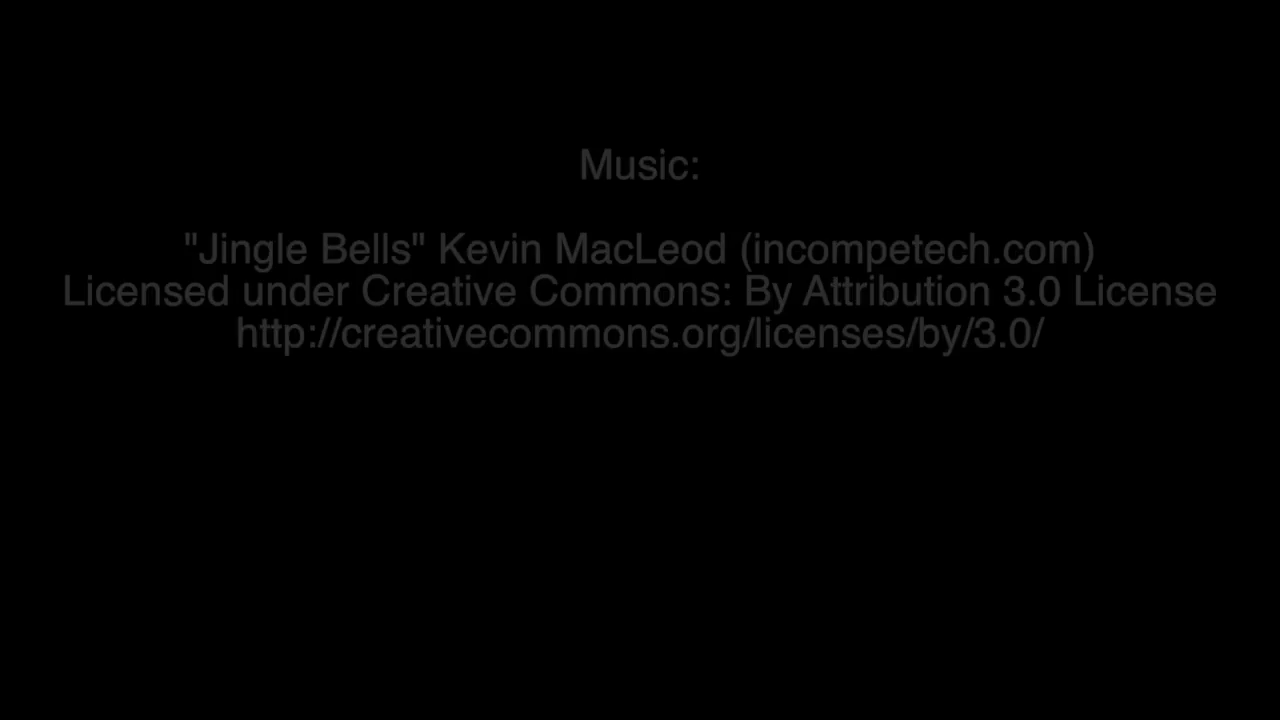 Music:
"Jingle Bells" Kevin MacLeod (incompetech.com)
Licensed under Creative Commons: By Attribution 3.0 License
http://creativecommons.org/licenses/by/3.0/